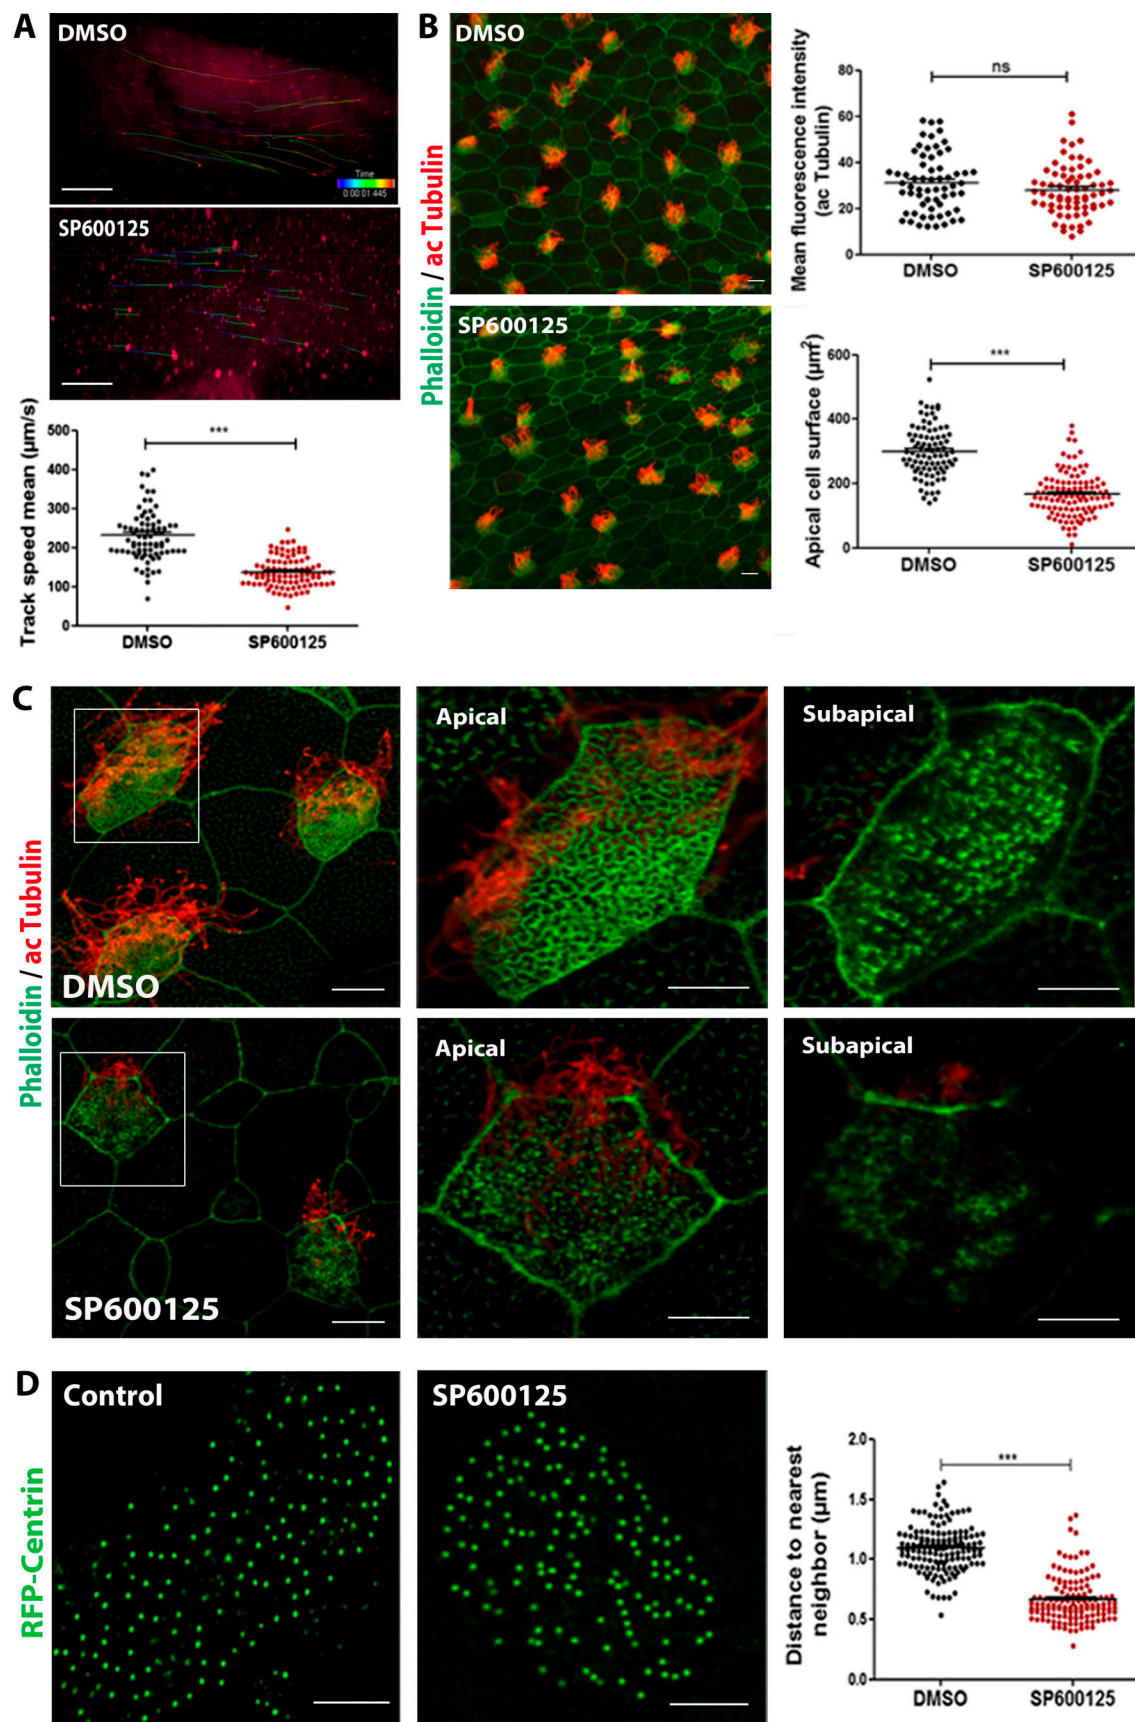 A
DMSO
Time
0:00:01.445
SP600125
Track speed mean (µm/s)
500
400
300
200
100
0
***
DMSO
SP600125
B
Phalloidin / ac Tubulin
DMSO
SP600125
Mean fluorescence intensity
(ac Tubulin)
80
60
40
20
0
ns
DMSO
SP600125
Apical cell surface (µm²)
600
400
200
0
***
DMSO
SP600125
C
Phalloidin / ac Tubulin
DMSO
Apical
Subapical
SP600125
Apical
Subapical
D
RFP-Centrin
Control
SP600125
Distance to nearest
neighbor (µm)
2.0
1.5
1.0
0.5
0.0
***
DMSO
SP600125